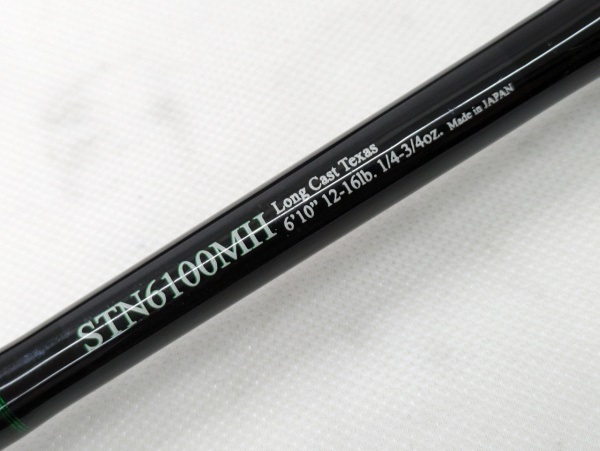 STN6100MH
Long Cast Texas
6'10" 12-16lb. 1/4-3/4oz. Made in JAPAN